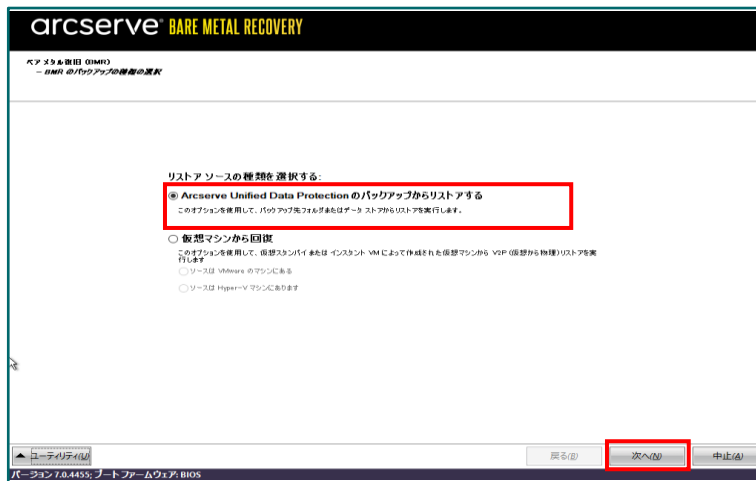 arcserve® BARE METAL RECOVERY
ベア メタル復旧 (BMR)
- BMR のバックアップの種類の選択
リストア ソースの種類を選択する:
Arcserve Unified Data Protection のバックアップからリストアする
このオプションを使用して、バックアップ先フォルダまたはデータ ストアからリストアを実行します。
仮想マシンから回復
このオプションを使用して、仮想スタンバイ または インスタント VM によって作成された仮想マシンから V2P (仮想から物理) リストアを実
行します
ソースは VMware のマシンにある
ソースは Hyper-V マシンにあります
ユーティリティ(U)
戻る(B)
次へ(N)
中止(A)
バージョン 7.0.4455; ブート ファームウェア: BIOS